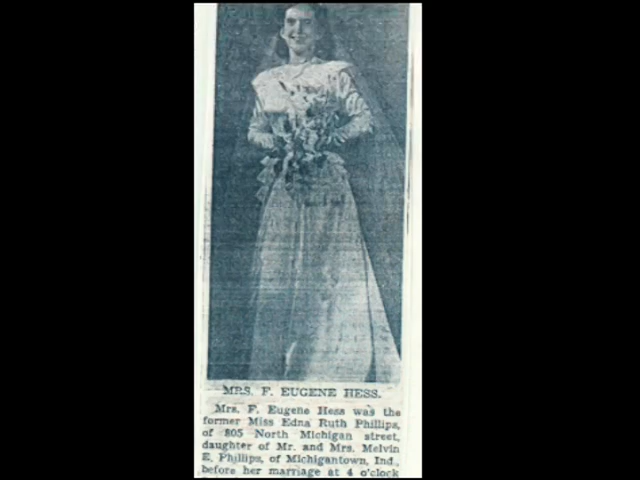 MRS. F. EUGENE HESS.
Mrs. F. Eugene Hess was the
former Miss Edna Ruth Phillips,
of 805 North Michigan street,
daughter of Mr. and Mrs. Melvin
E. Phillips, of Michigantown, Ind.,
before her marriage at 4 o'clock